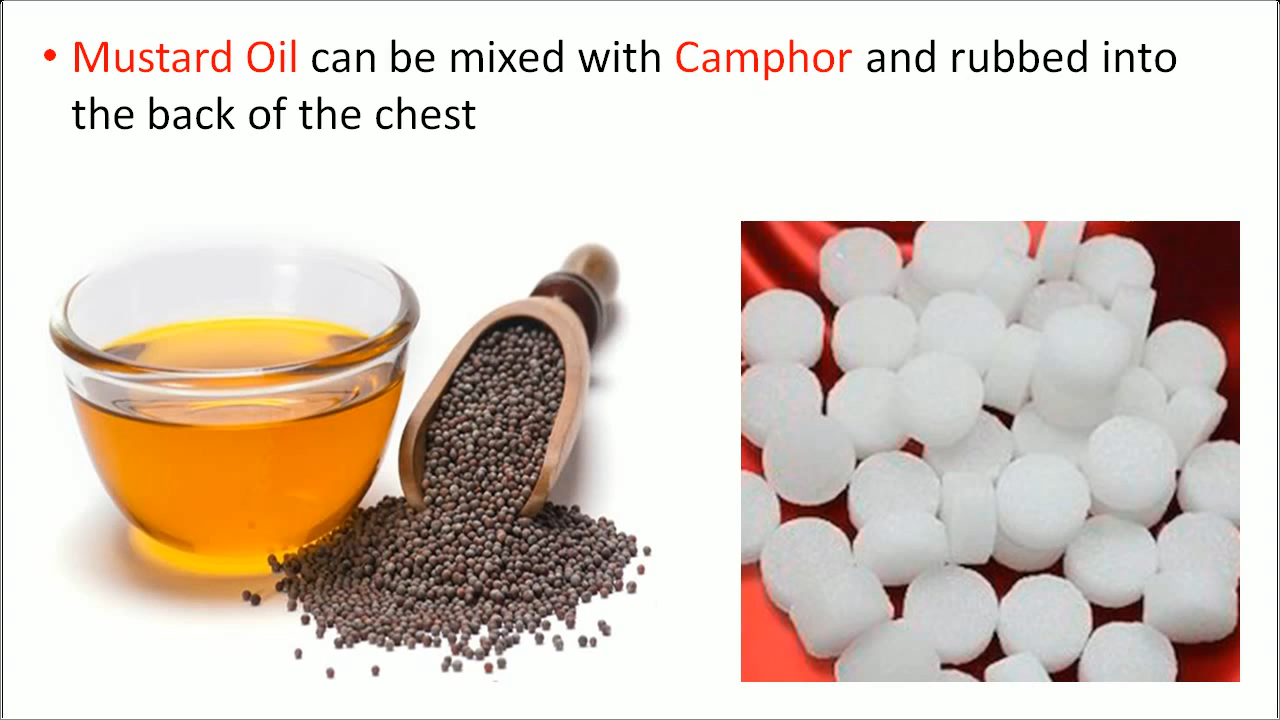 • Mustard Oil can be mixed with Camphor and rubbed into
the back of the chest